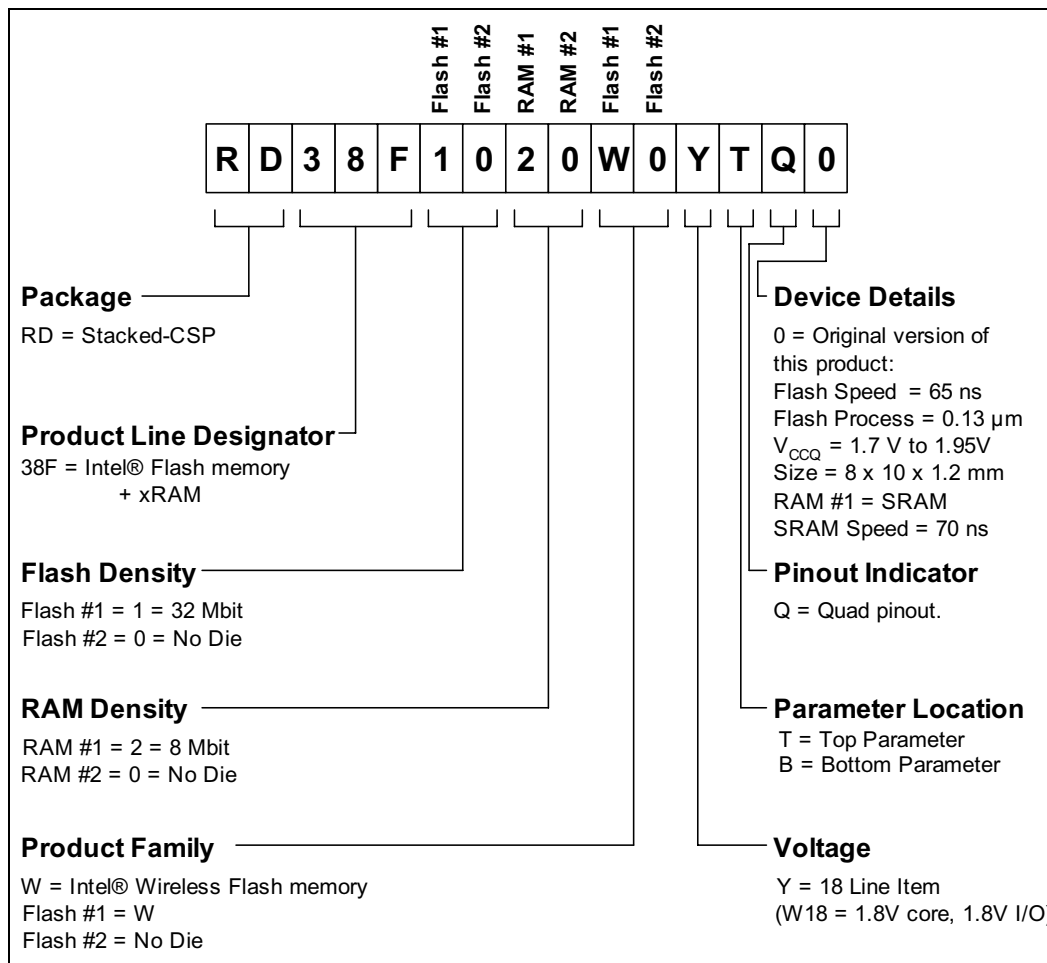 Flash #1
Flash #2
RAM #1
RAM #2
Flash #1
Flash #2
R D 3 8 F 1 0 2 0 W 0 Y T Q 0
Package
RD = Stacked-CSP
Product Line Designator
38F = Intel® Flash memory
+ xRAM
Flash Density
Flash #1 = 1 = 32 Mbit
Flash #2 = 0 = No Die
RAM Density
RAM #1 = 2 = 8 Mbit
RAM #2 = 0 = No Die
Product Family
W = Intel® Wireless Flash memory
Flash #1 = W
Flash #2 = No Die
Device Details
0 = Original version of
this product:
Flash Speed = 65 ns
Flash Process = 0.13 µm
VCCQ = 1.7 V to 1.95V
Size = 8 x 10 x 1.2 mm
RAM #1 = SRAM
SRAM Speed = 70 ns
Pinout Indicator
Q = Quad pinout.
Parameter Location
T = Top Parameter
B = Bottom Parameter
Voltage
Y = 18 Line Item
(W18 = 1.8V core, 1.8V I/O)